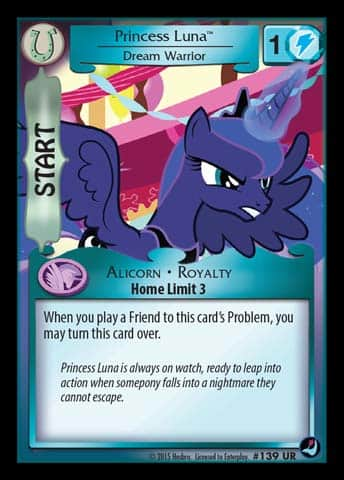 Princess Luna™
Dream Warrior
1
START
Alicorn • Royalty
Home Limit 3
When you play a Friend to this card's Problem, you
may turn this card over.
Princess Luna is always on watch, ready to leap into
action when somepony falls into a nightmare they
cannot escape.
© 2015 Hasbro. Licensed to Enterplay. #139 UR